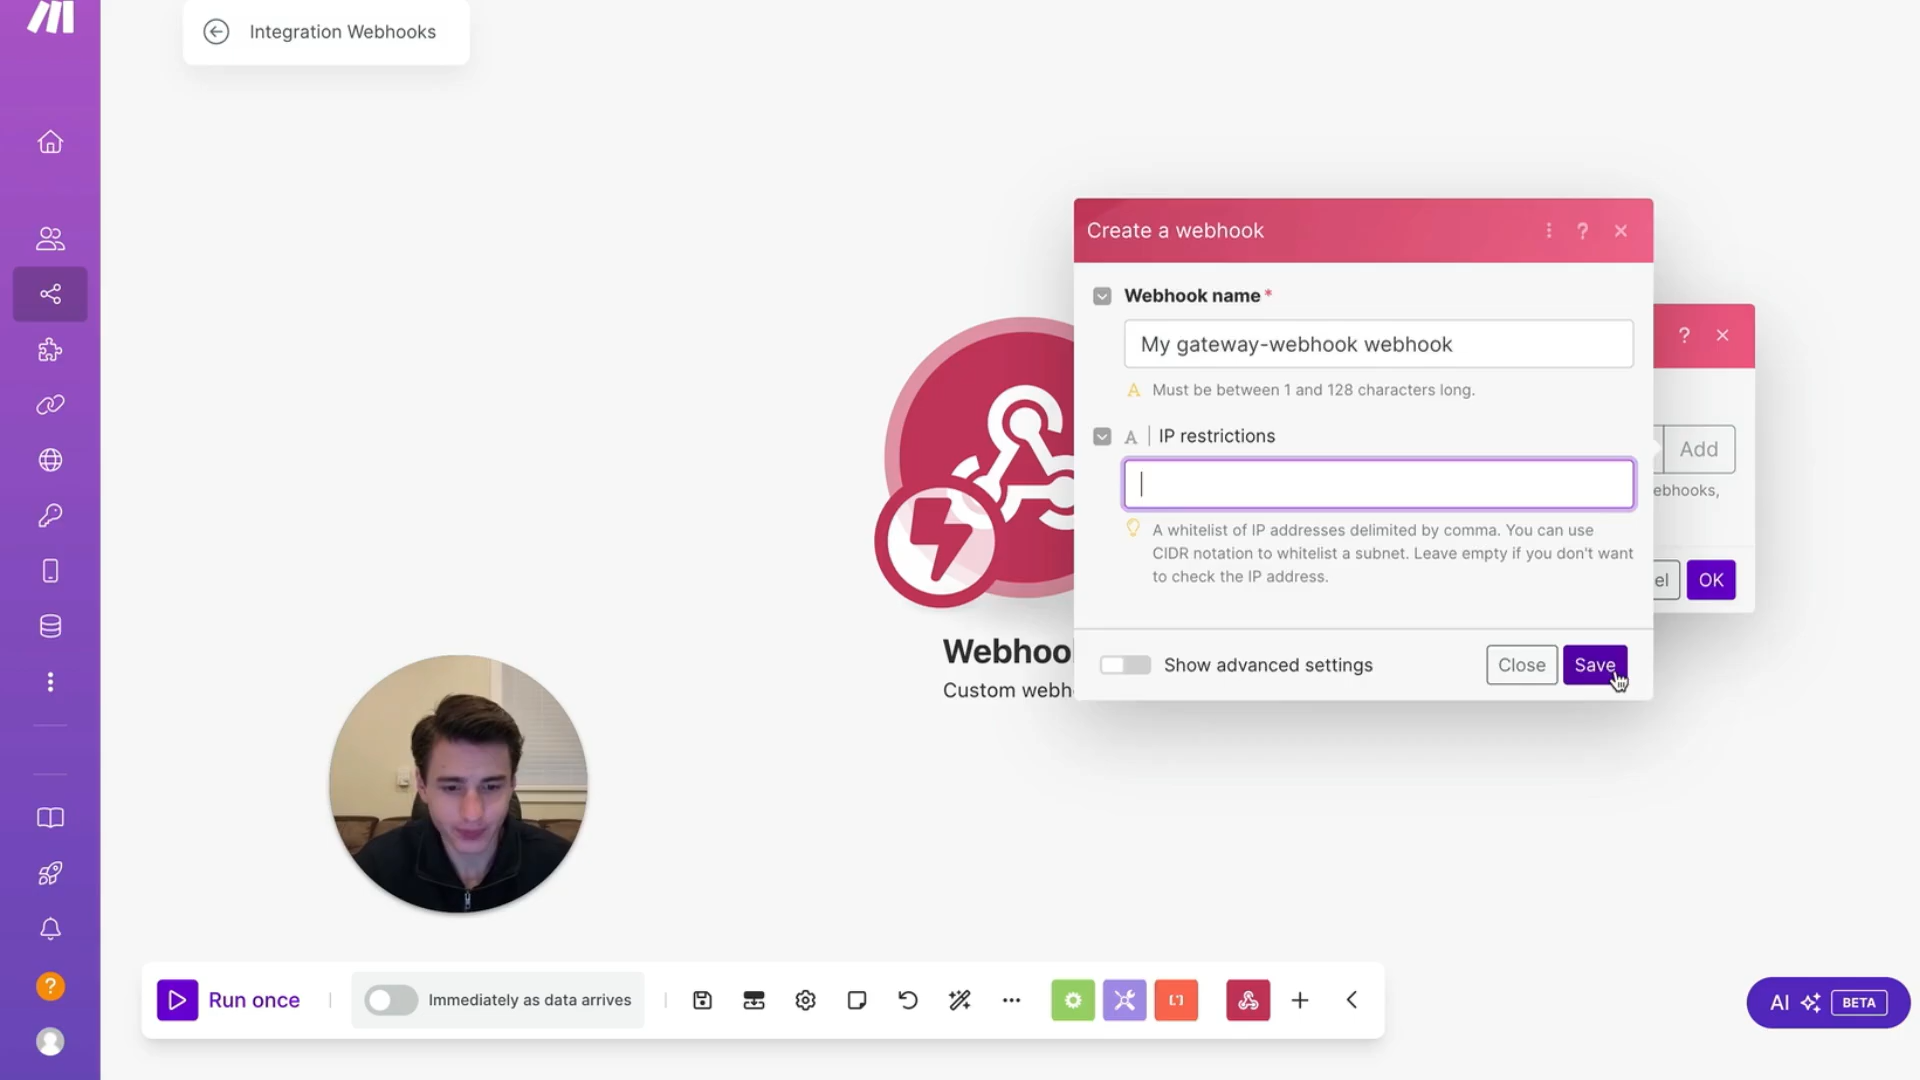 Integration Webhooks
Create a webhook
?
Webhook name *
My gateway-webhook webhook
A Must be between 1 and 128 characters long.
A IP restrictions
A whitelist of IP addresses delimited by comma. You can use
CIDR notation to whitelist a subnet. Leave empty if you don't want
to check the IP address.
Show advanced settings
Close
Save
?
Add
ebhooks,
el
OK
Webhoo
Custom webh
Run once
Immediately as data arrives
AI
BETA
?